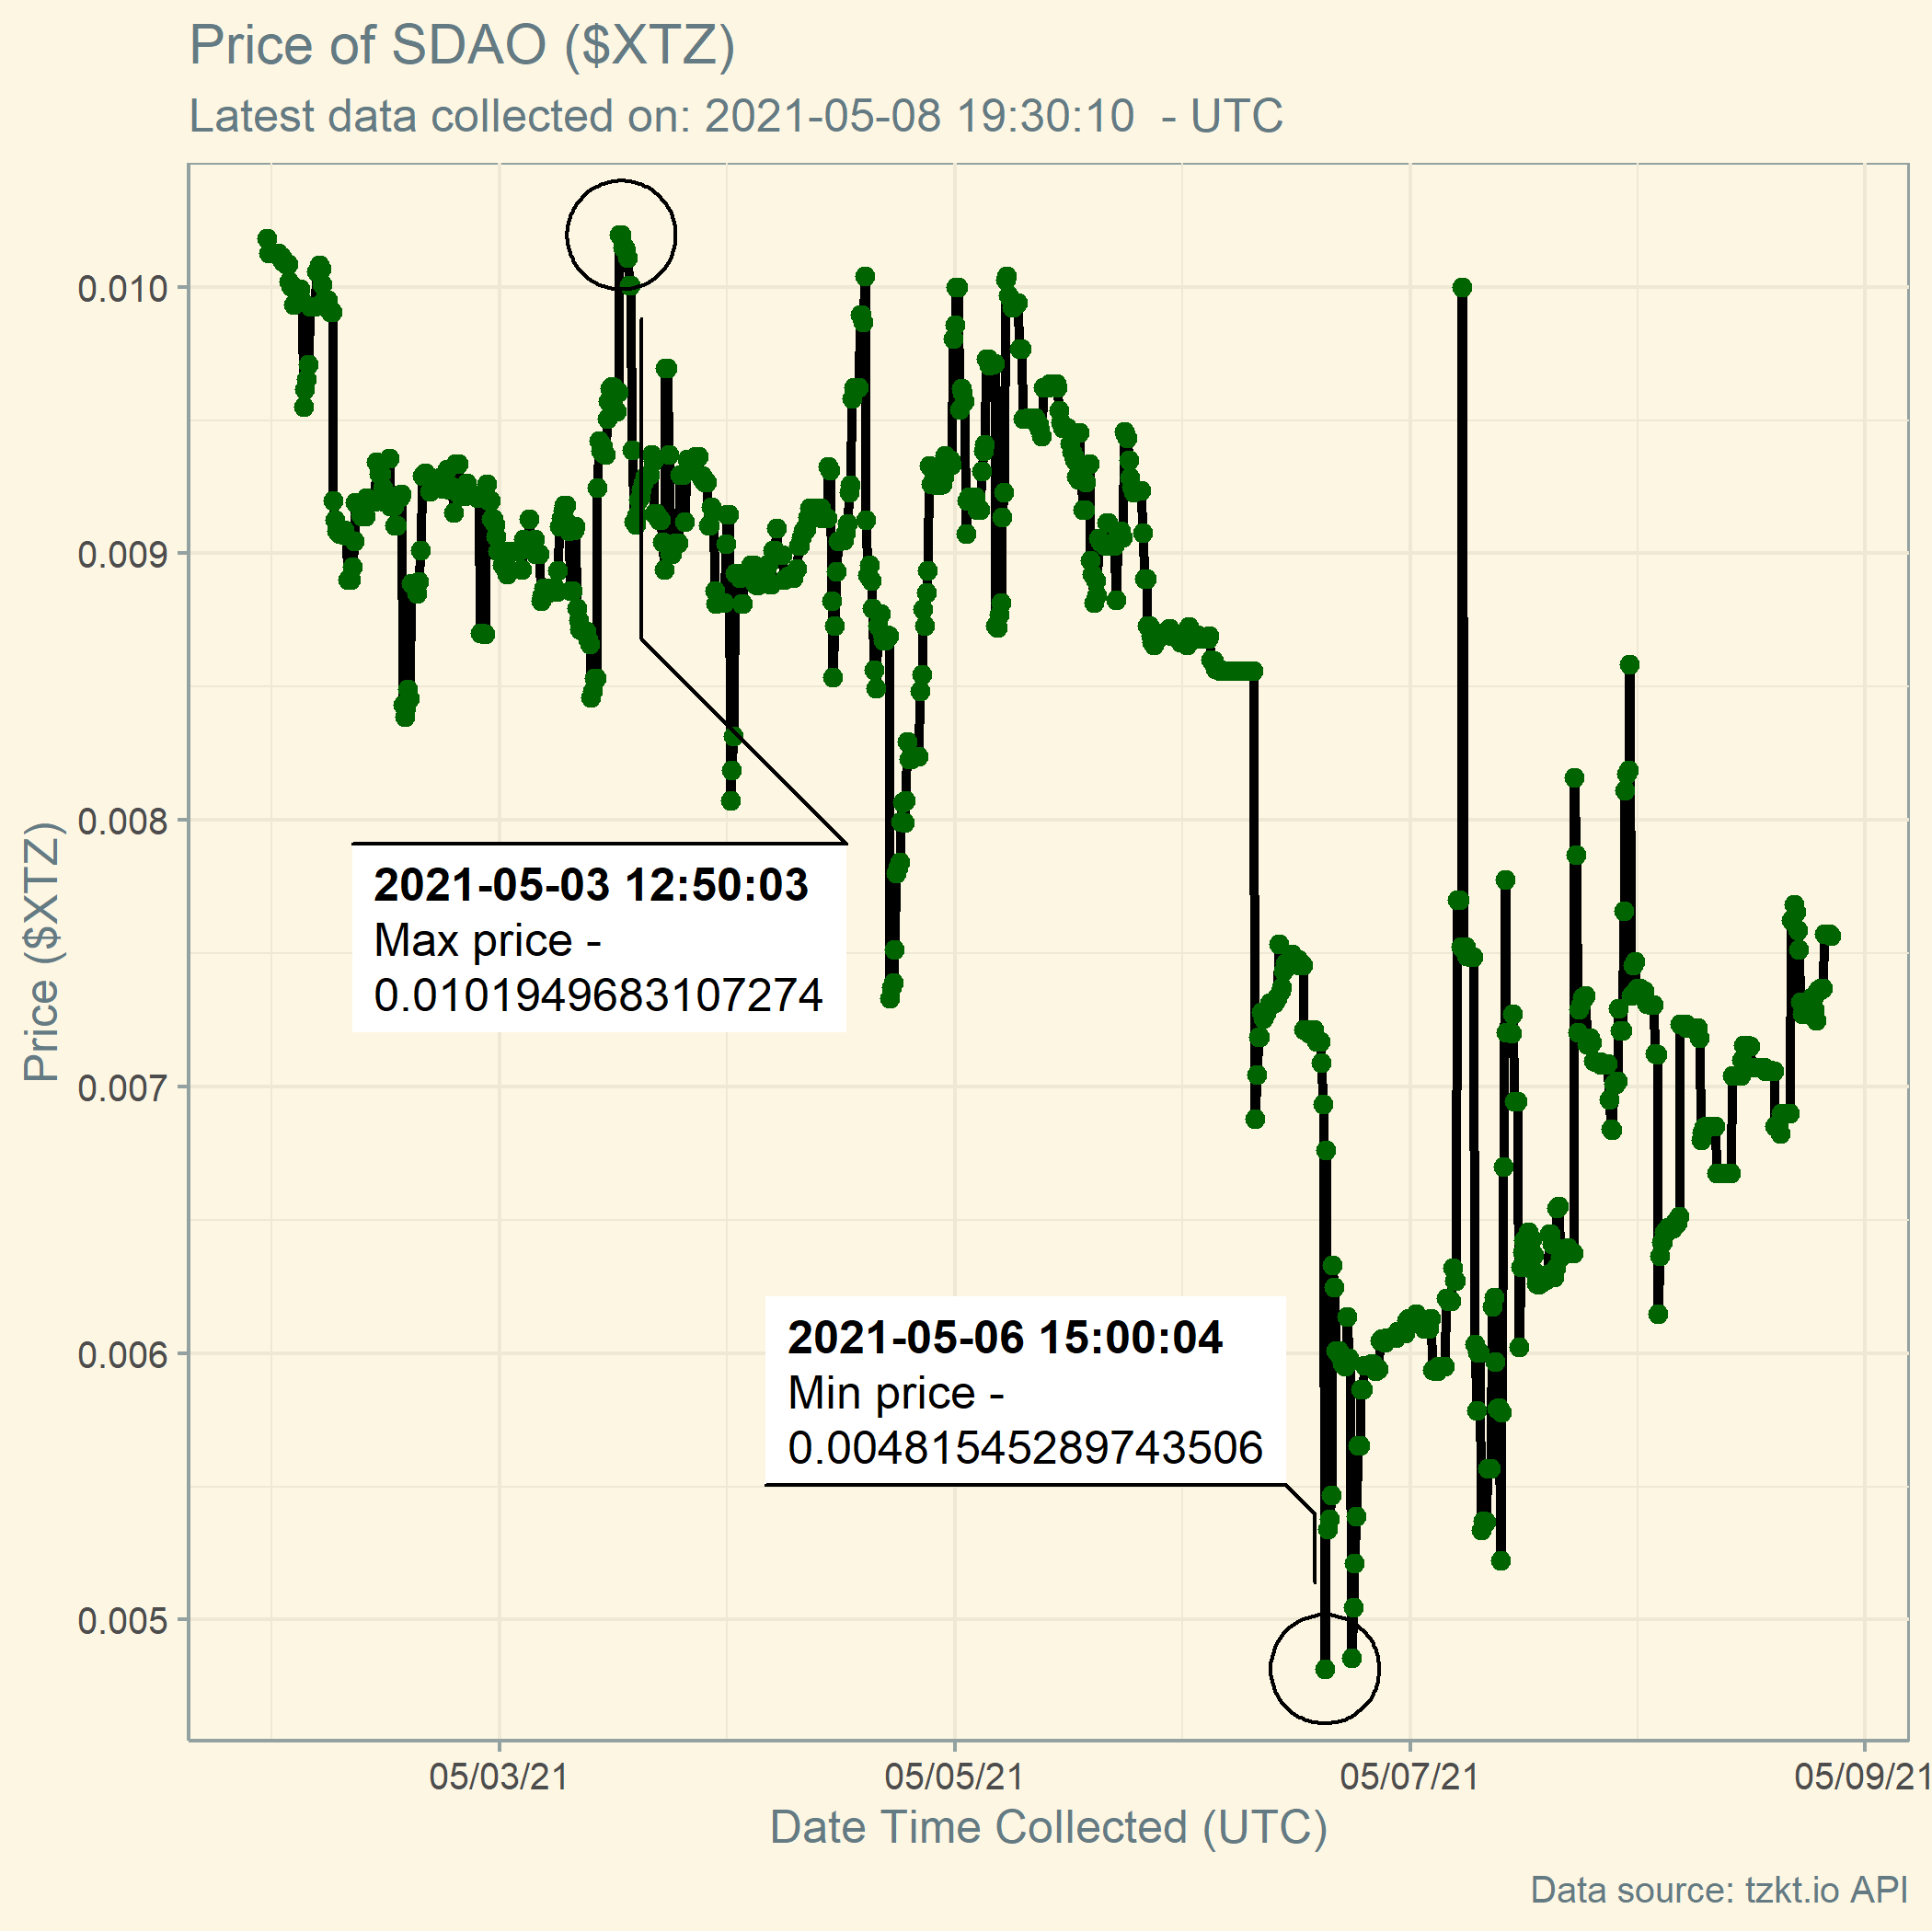 Price of SDAO ($XTZ)
Latest data collected on: 2021-05-08 19:30:10  - UTC
Price ($XTZ)
0.010
0.009
0.008
0.007
0.006
0.005
2021-05-03 12:50:03
Max price -
0.0101949683107274
2021-05-06 15:00:04
Min price -
0.00481545289743506
05/03/21
05/05/21
05/07/21
05/09/21
Date Time Collected (UTC)
Data source: tzkt.io API